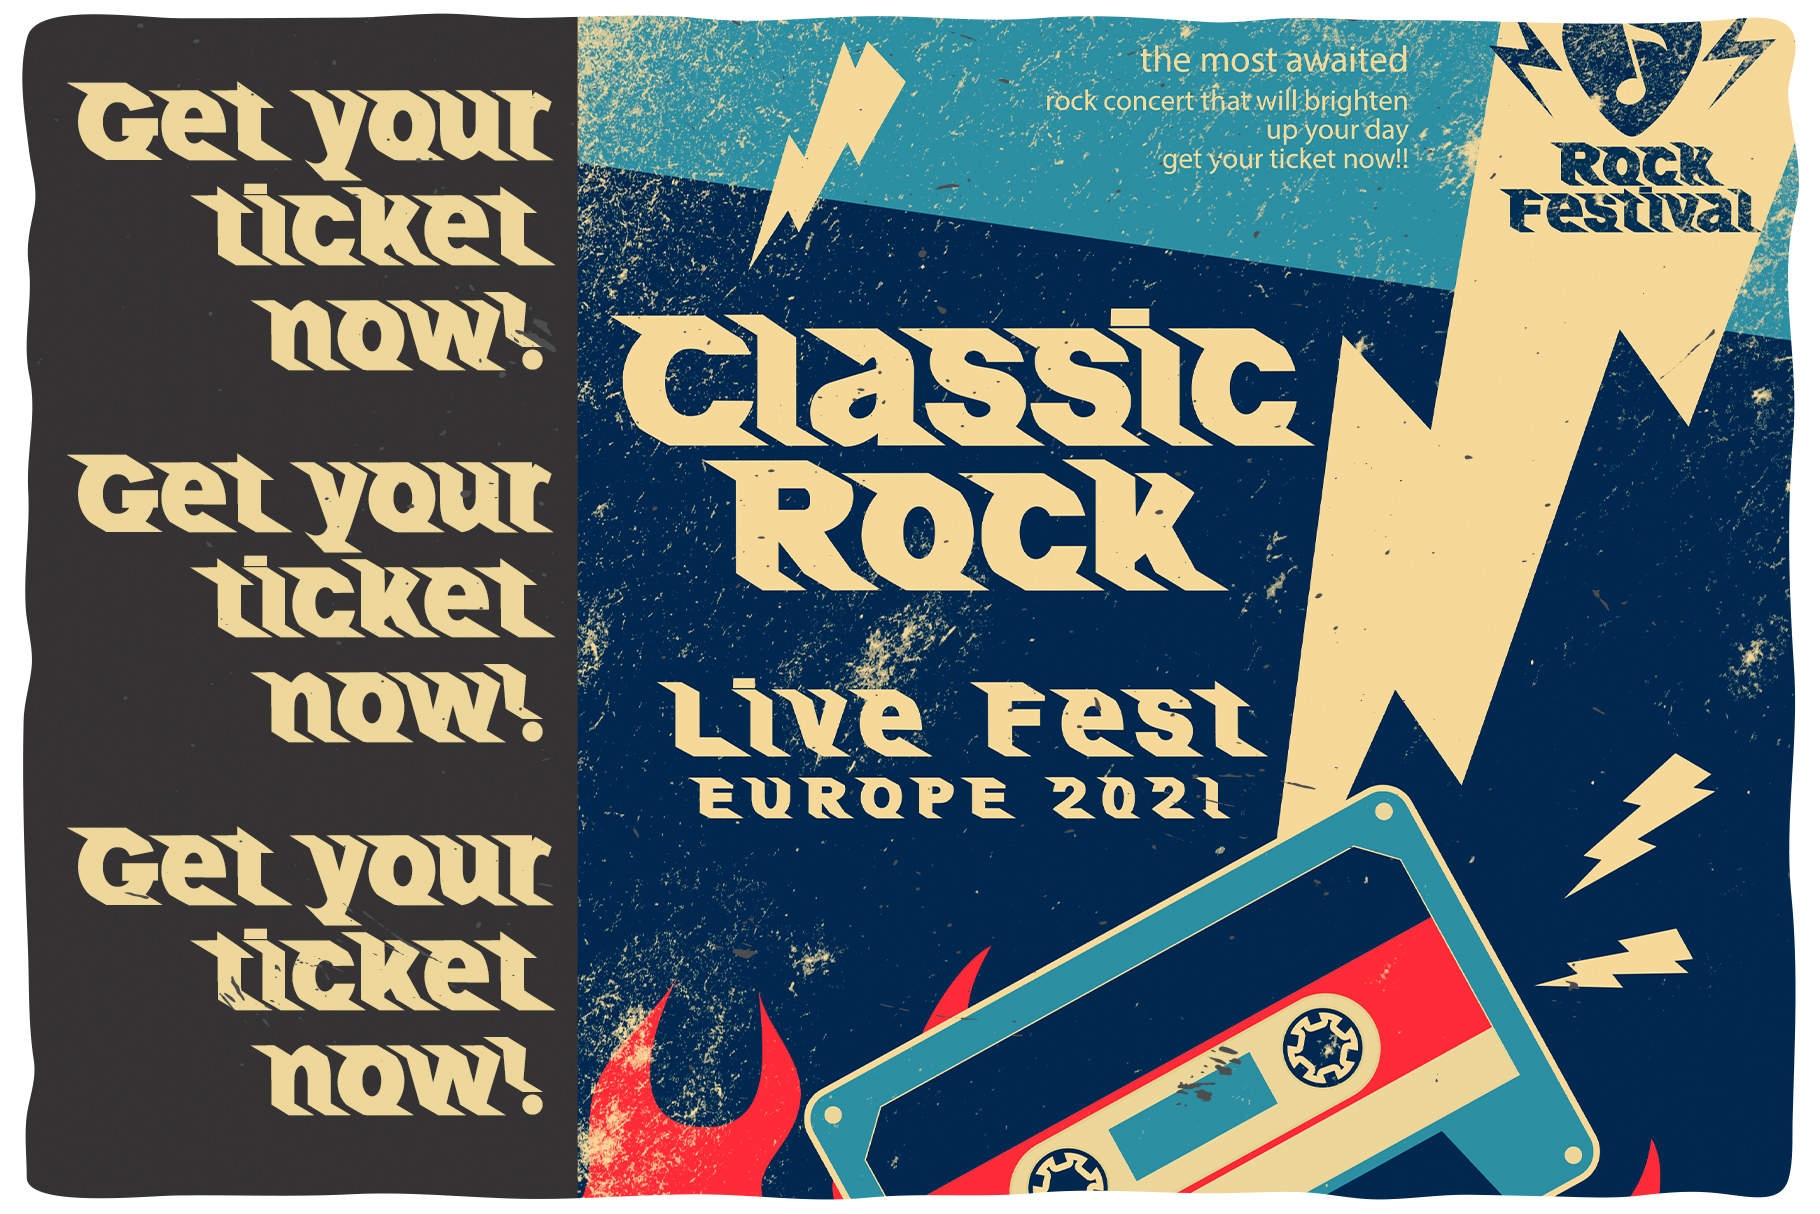 Get your
ticket
now!
Get your
ticket
now!
Get your
ticket
now!
the most awaited
rock concert that will brighten
up your day
get your ticket now!!
Rock
Festival
Classic
Rock
Live Fest
EUROPE 2021